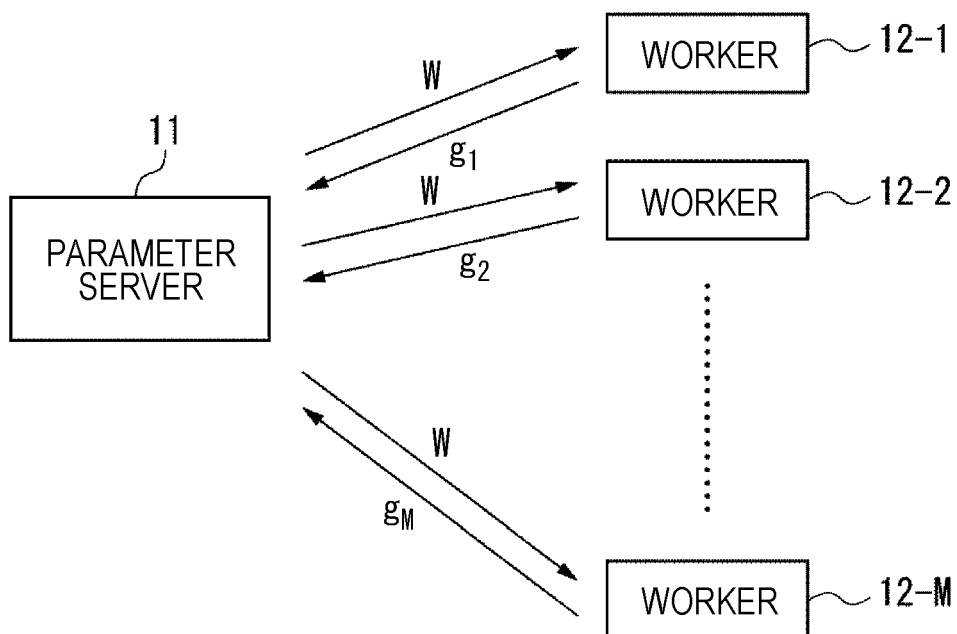 WORKER
12-1
W
11
g1
W
WORKER
12-2
PARAMETER
SERVER
g2
W
gM
WORKER
12-M